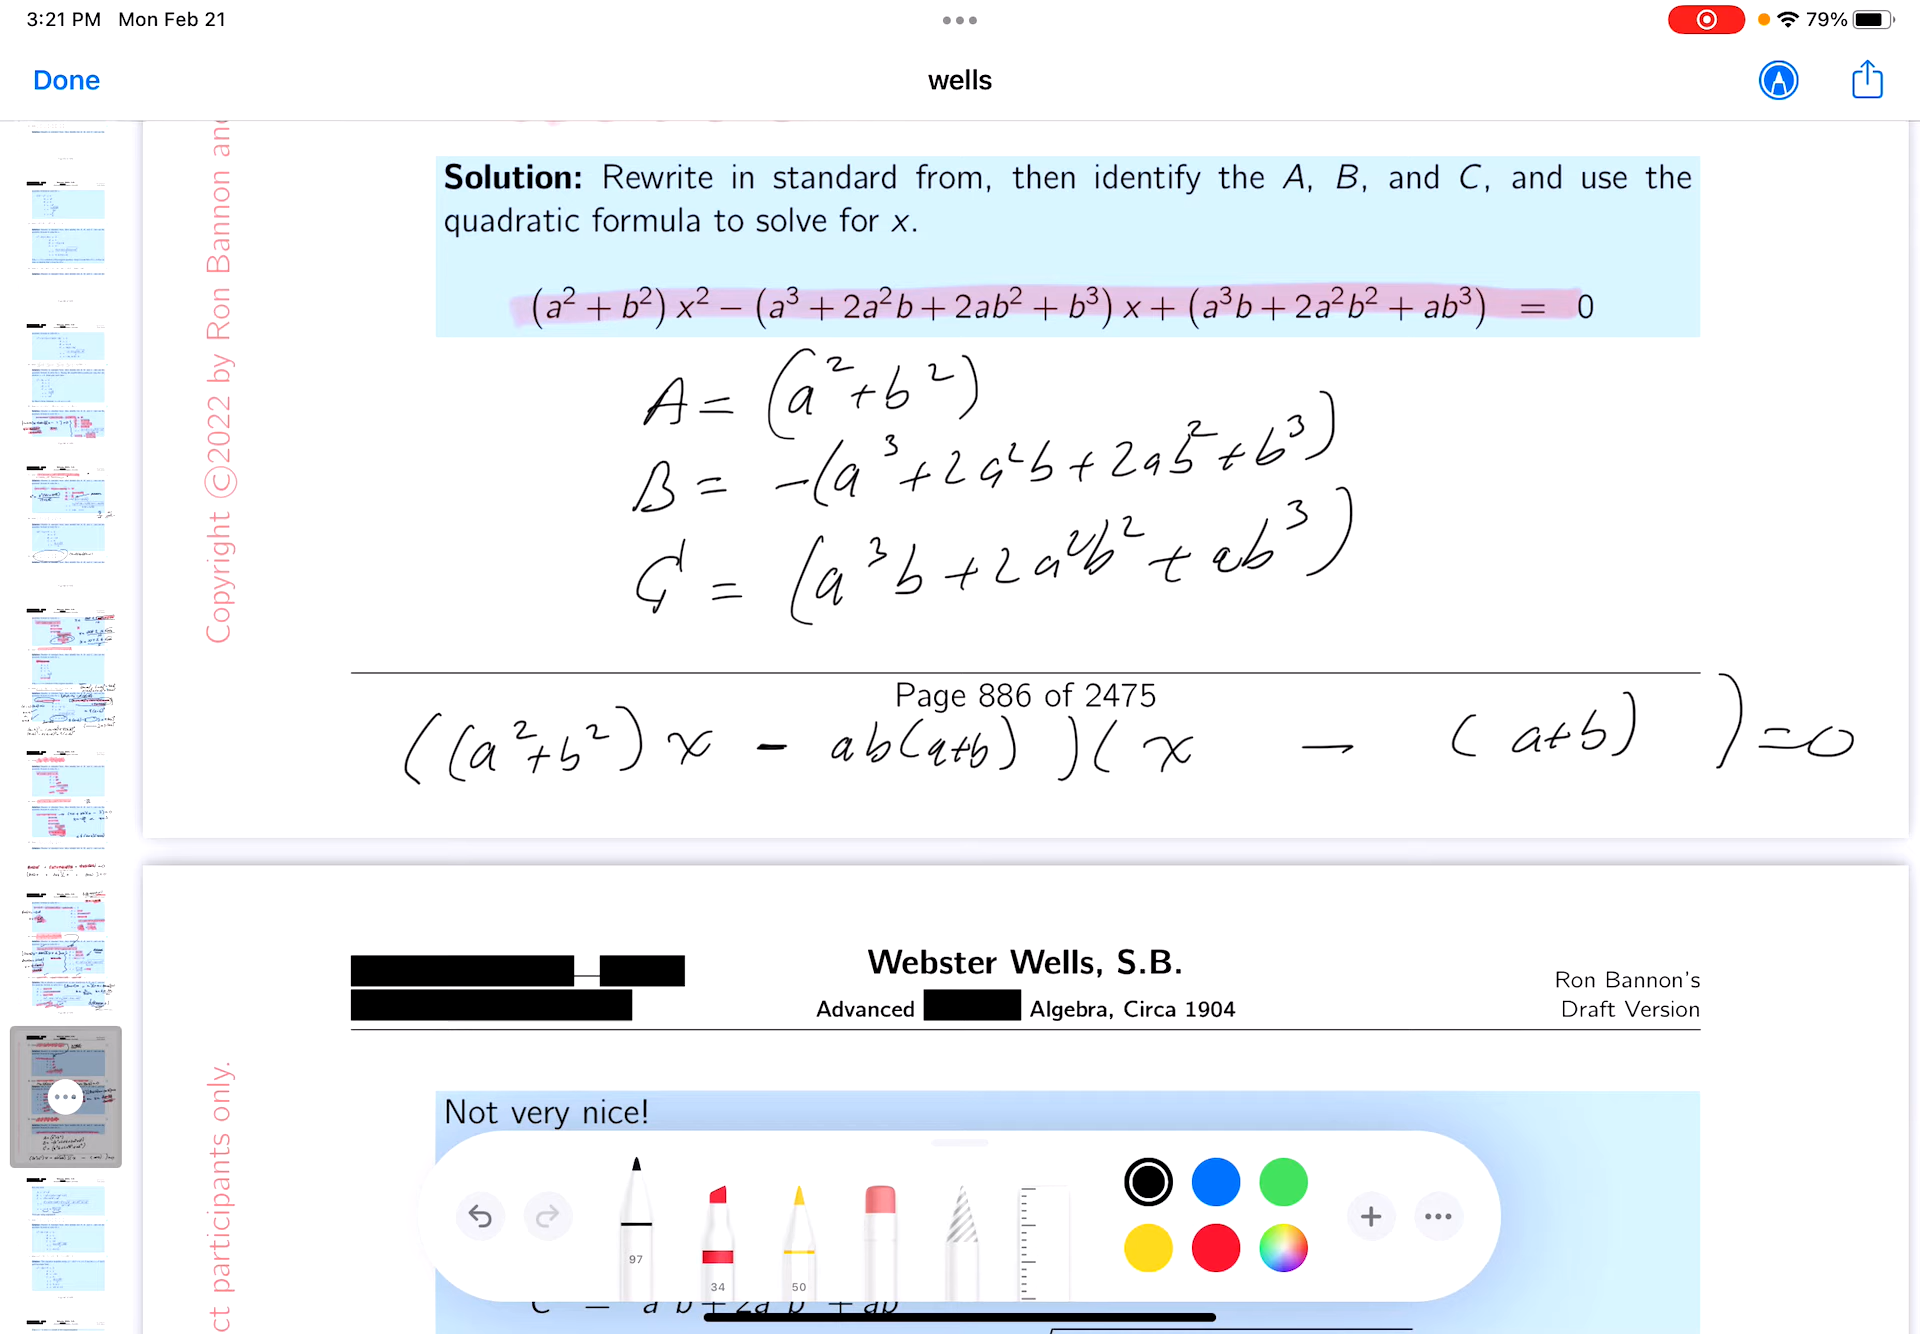 3:21 PM Mon Feb 21
79%
Done
wells
Copyright ©2022 by Ron Bannon and
Solution: Rewrite in standard from, then identify the A, B, and C, and use the
quadratic formula to solve for x.
(a² + b²) x² − (a³ + 2a²b + 2ab² + b³) x + (a³b + 2a²b² + ab³) = 0
A = (a²+b²)
B = -(a³+2a²b+2ab²+b³)
C = (a³b+2a²b²+ab³)
Page 886 of 2475
((a²+b²)x - ab(a+b))(x - (a+b))=0
Webster Wells, S.B.
Advanced Algebra, Circa 1904
Ron Bannon's
Draft Version
ct participants only.
Not very nice!
97
34
50